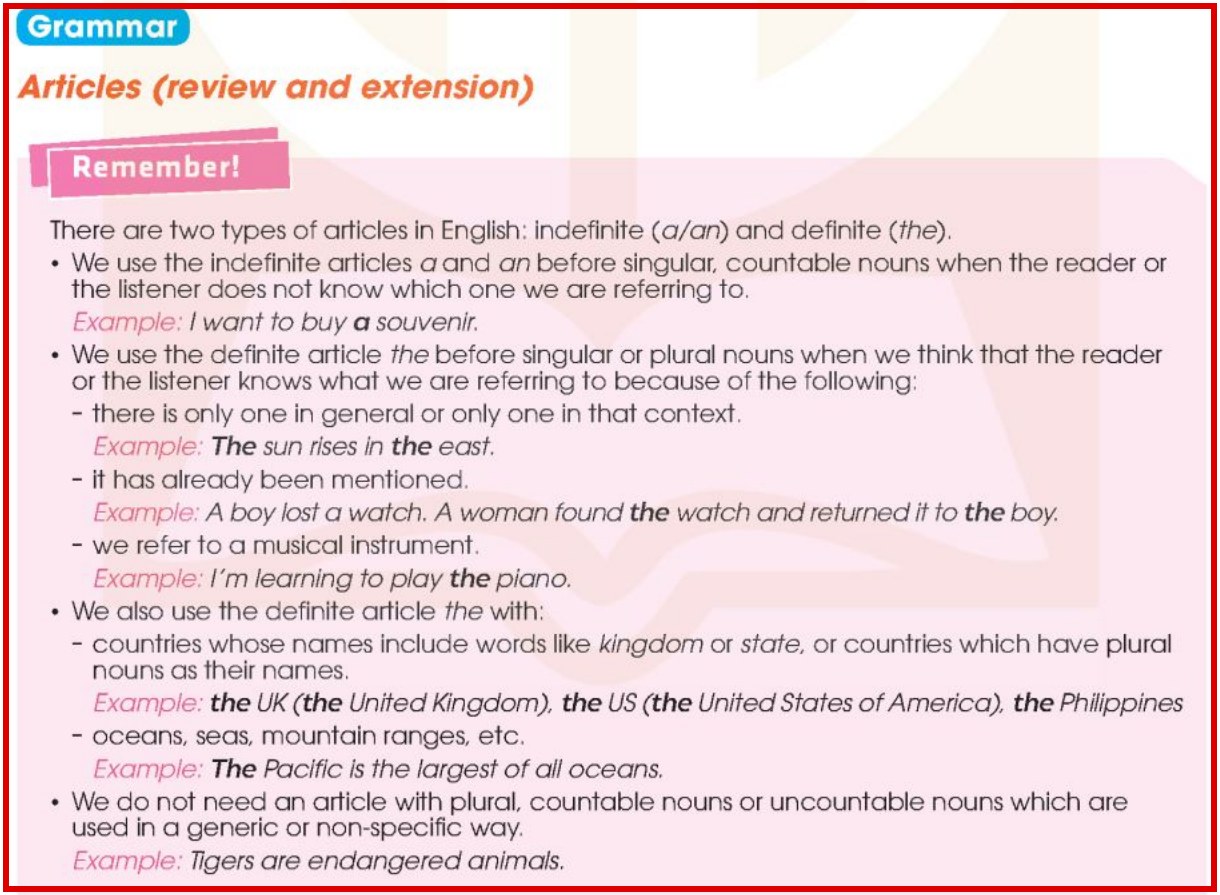 Grammar
Articles (review and extension)
Remember!
There are two types of articles in English: indefinite (a/an) and definite (the).
• We use the indefinite articles a and an before singular, countable nouns when the reader or
the listener does not know which one we are referring to.
Example: I want to buy a souvenir.
• We use the definite article the before singular or plural nouns when we think that the reader
or the listener knows what we are referring to because of the following:
- there is only one in general or only one in that context.
Example: The sun rises in the east.
- it has already been mentioned.
Example: A boy lost a watch. A woman found the watch and returned it to the boy.
- we refer to a musical instrument.
Example: I'm learning to play the piano.
• We also use the definite article the with:
- countries whose names include words like kingdom or state, or countries which have plural
nouns as their names.
Example: the UK (the United Kingdom), the US (the United States of America), the Philippines
- oceans, seas, mountain ranges, etc.
Example: The Pacific is the largest of all oceans.
• We do not need an article with plural, countable nouns or uncountable nouns which are
used in a generic or non-specific way.
Example: Tigers are endangered animals.